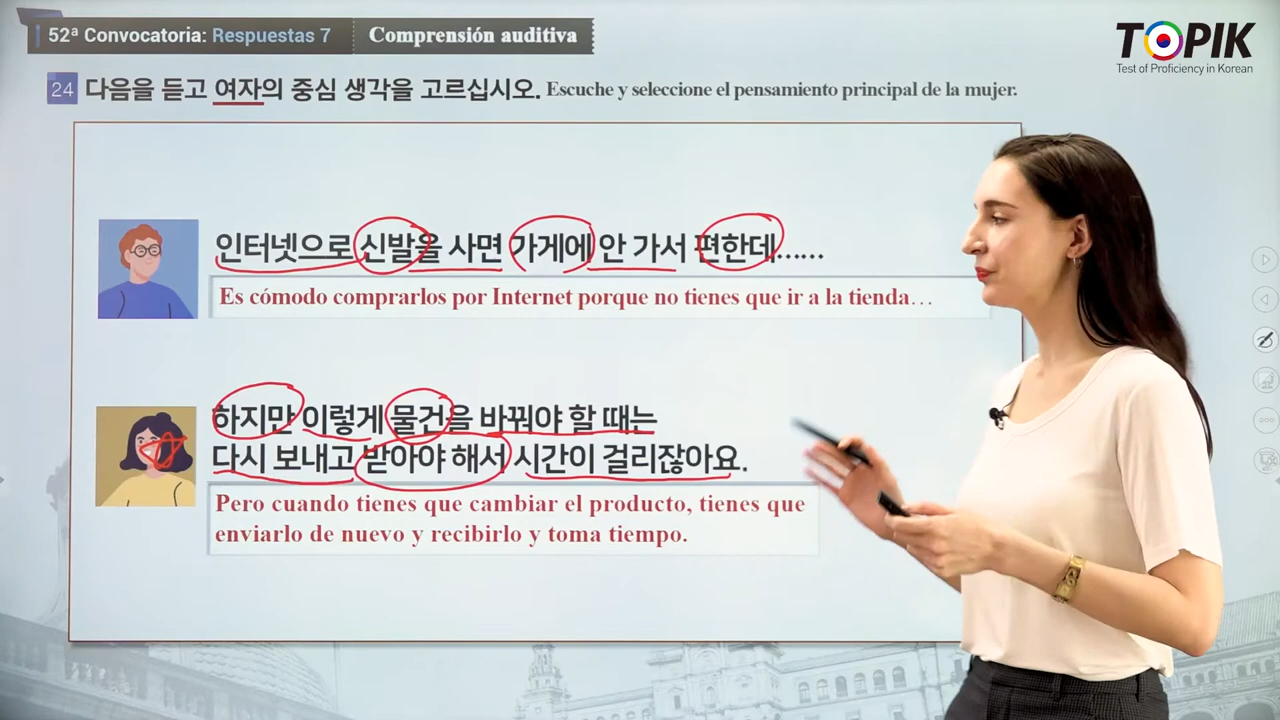 52ª Convocatoria: Respuestas 7 Comprensión auditiva
TOPIK
Test of Proficiency in Korean
24 다음을 듣고 여자의 중심 생각을 고르십시오. Escuche y seleccione el pensamiento principal de la mujer.
인터넷으로 신발을 사면 가게에 안 가서 편한데……
Es cómodo comprarlos por Internet porque no tienes que ir a la tienda…
하지만 이렇게 물건을 바꿔야 할 때는
다시 보내고 받아야 해서 시간이 걸리잖아요.
Pero cuando tienes que cambiar el producto, tienes que
enviarlo de nuevo y recibirlo y toma tiempo.